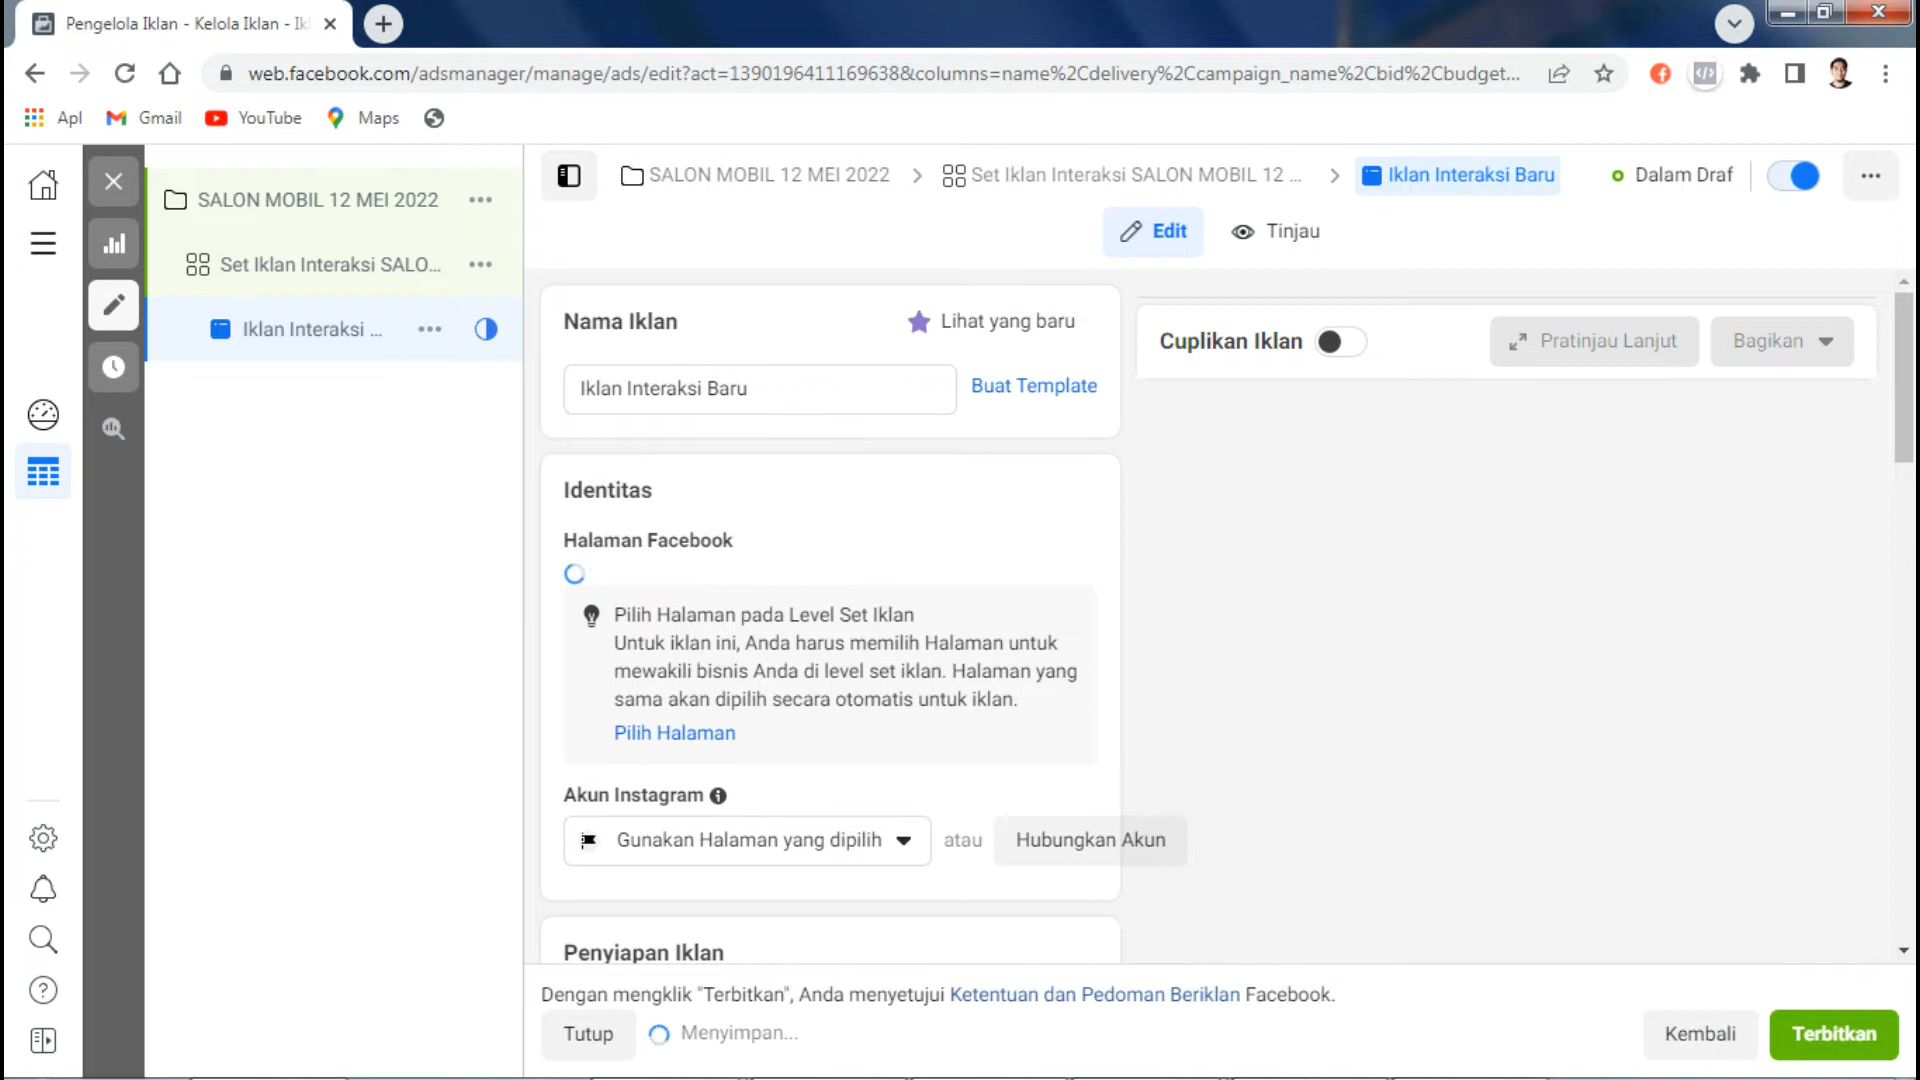 Pengelola Iklan - Kelola Iklan - Ik
web.facebook.com/adsmanager/manage/ads/edit?act=1390196411169638&columns=name%2Cdelivery%2Ccampaign_name%2Cbid%2Cbudget...
Apl
Gmail
YouTube
Maps
SALON MOBIL 12 MEI 2022
Set Iklan Interaksi SALO...
Iklan Interaksi ...
SALON MOBIL 12 MEI 2022
Set Iklan Interaksi SALON MOBIL 12 ...
Iklan Interaksi Baru
Dalam Draf
Edit
Tinjau
Nama Iklan
Lihat yang baru
Iklan Interaksi Baru
Buat Template
Identitas
Halaman Facebook
Pilih Halaman pada Level Set Iklan
Untuk iklan ini, Anda harus memilih Halaman untuk
mewakili bisnis Anda di level set iklan. Halaman yang
sama akan dipilih secara otomatis untuk iklan.
Pilih Halaman
Akun Instagram
Gunakan Halaman yang dipilih
atau
Hubungkan Akun
Penyiapan Iklan
Cuplikan Iklan
Pratinjau Lanjut
Bagikan
Dengan mengklik "Terbitkan", Anda menyetujui Ketentuan dan Pedoman Beriklan Facebook.
Tutup
Menyimpan...
Kembali
Terbitkan